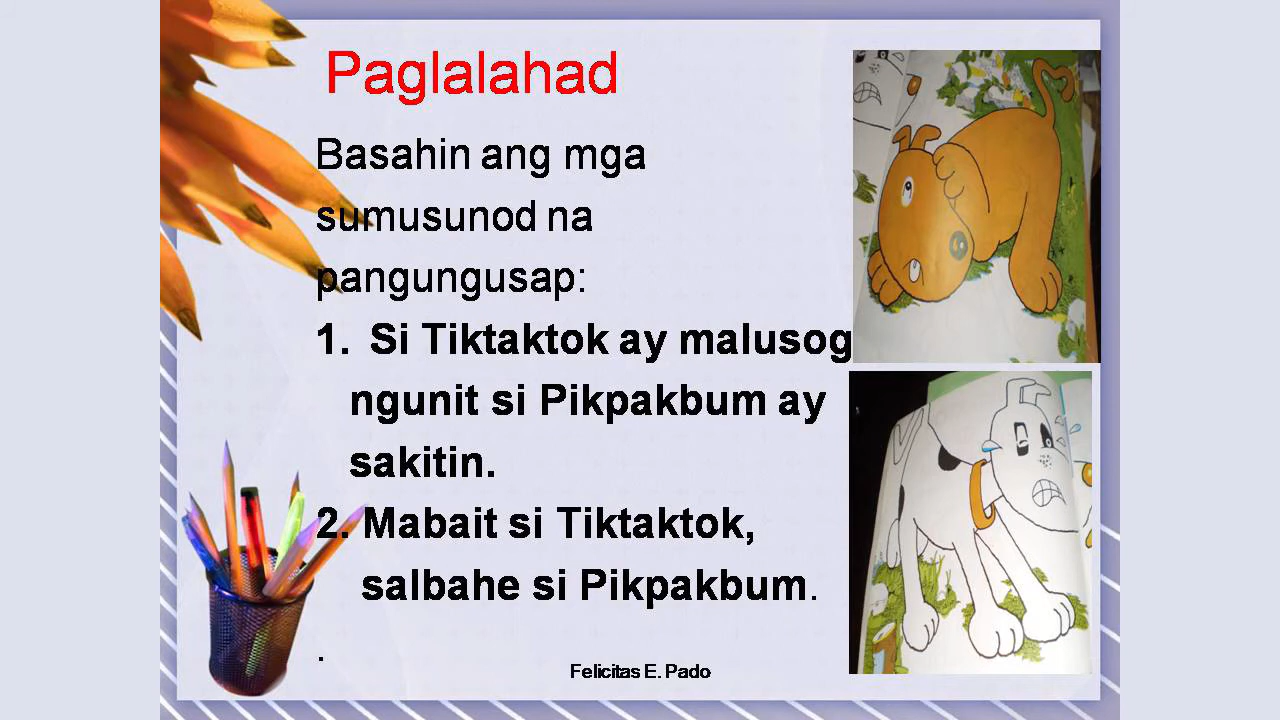 Paglalahad
Basahin ang mga
sumusunod na
pangungusap:
1. Si Tiktaktok ay malusog
ngunit si Pikpakbum ay
sakitin.
2. Mabait si Tiktaktok,
salbahe si Pikpakbum.
.
Felicitas E. Pado